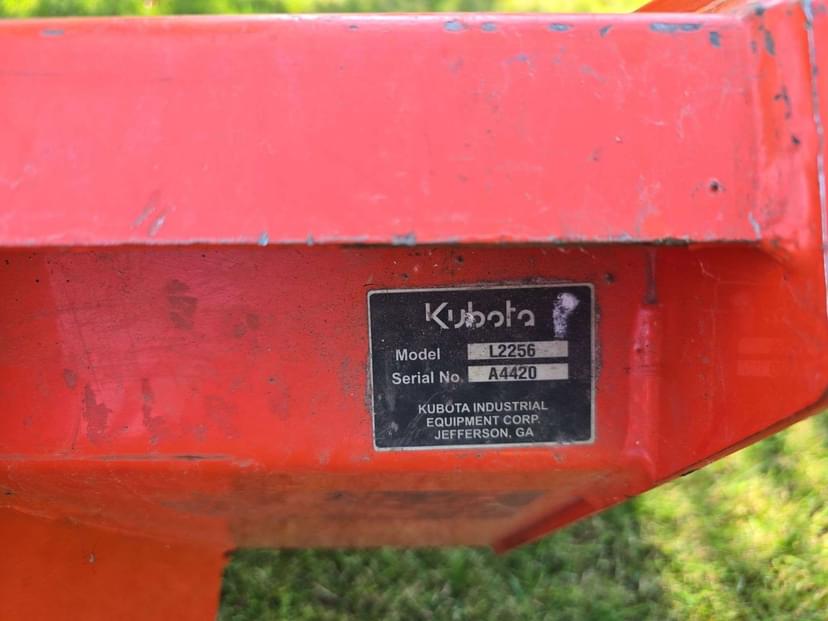 Kubota
Model L2256
Serial No. A4420
KUBOTA INDUSTRIAL
EQUIPMENT CORP.
JEFFERSON, GA